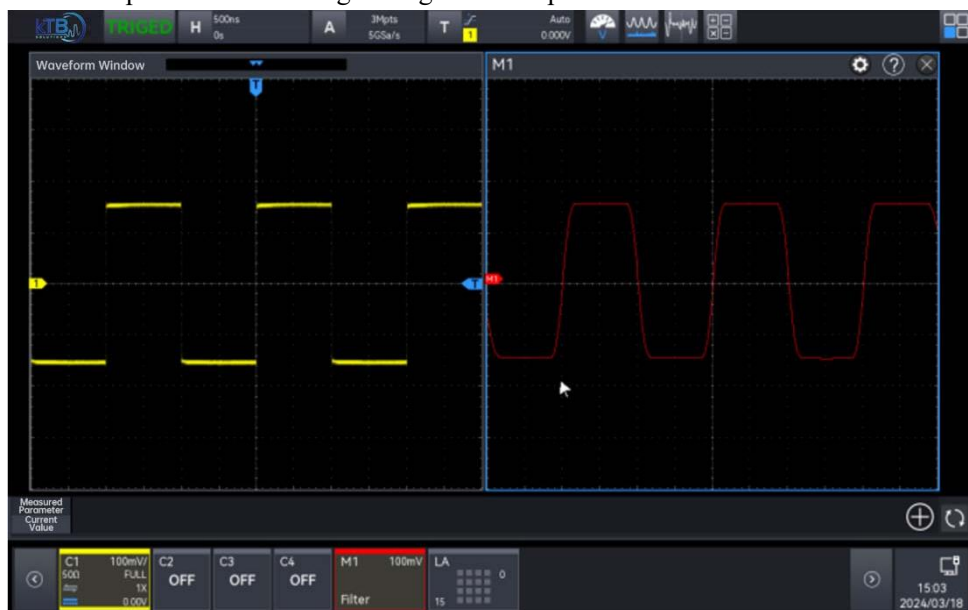 kTB
SOLUTIONS
TRIGED
H
500ns
0s
A
3Mpts
5GSa/s
T
1
Auto
0.000V
Waveform Window
T
M1
?
1
T
M1
Measured
Parameter
Current
Value
C1
100mV/
50Ω
FULL
1X
0.00V
C2
OFF
C3
OFF
C4
OFF
M1
100mV
Filter
LA
0
15
15:03
2024/03/18